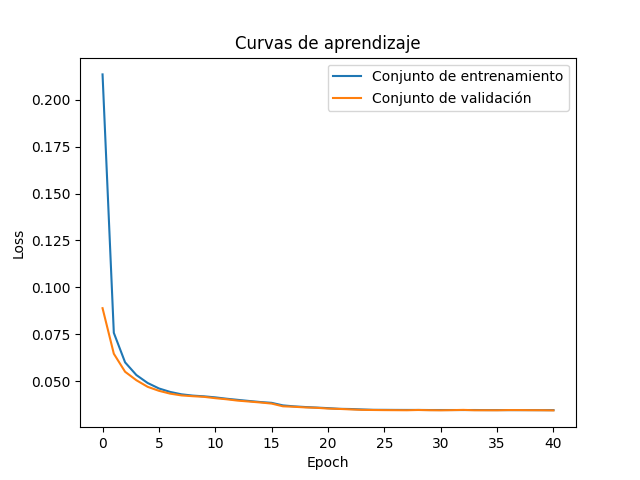 Curvas de aprendizaje
Conjunto de entrenamiento
Conjunto de validación
Loss
0.200
0.175
0.150
0.125
0.100
0.075
0.050
0 5 10 15 20 25 30 35 40
Epoch